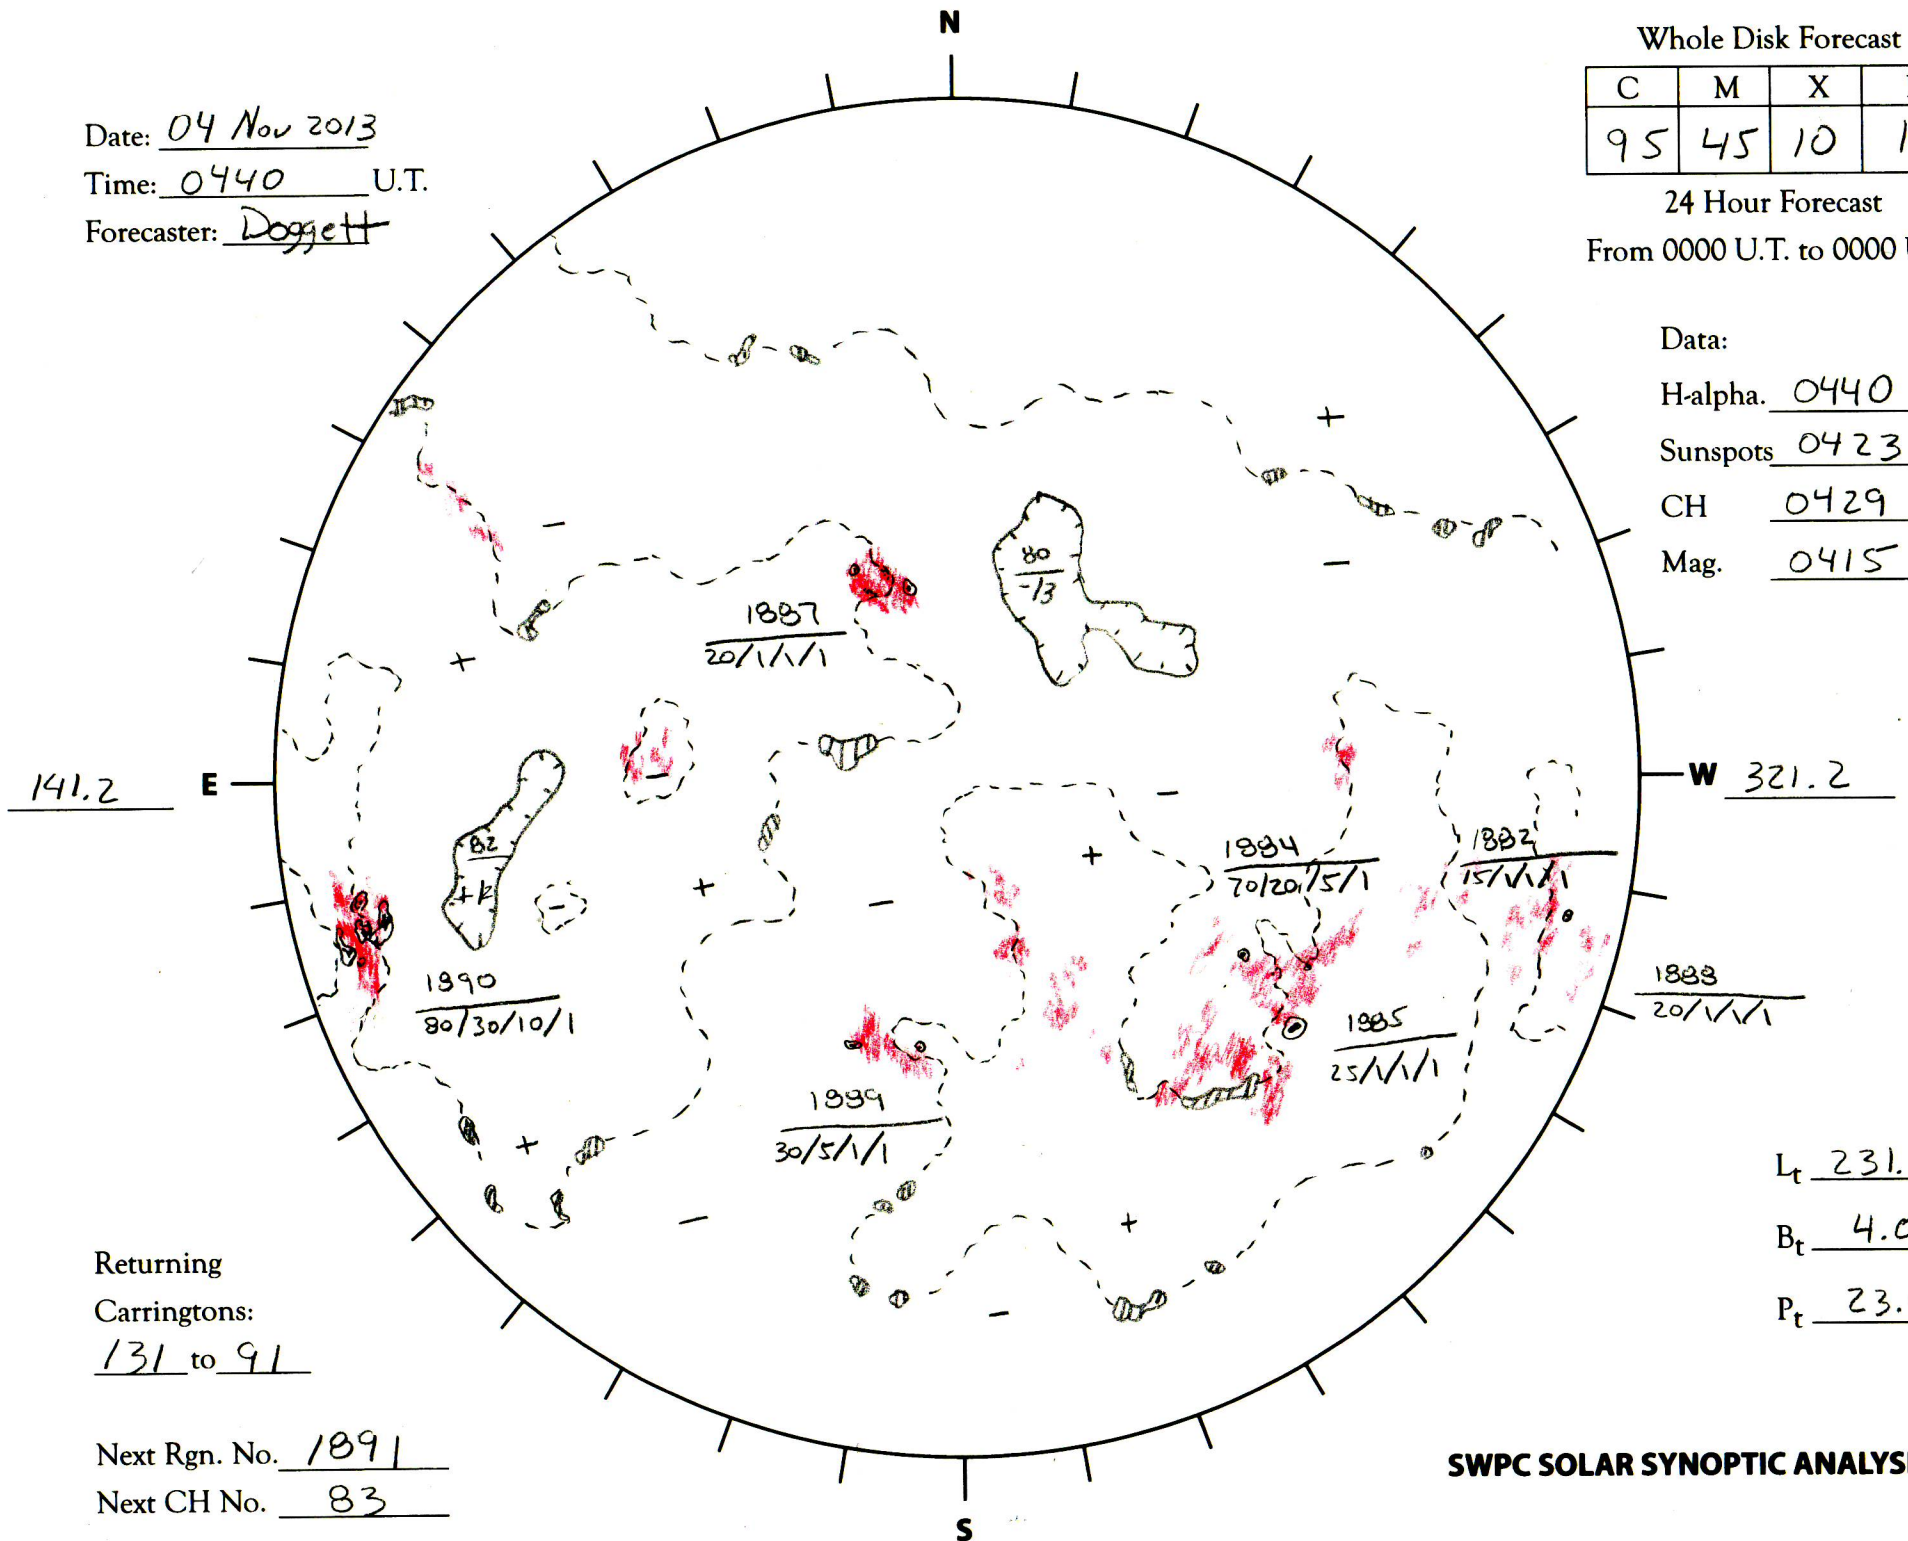 N
Whole Disk Forecast
C M X
95 45 10 1
24 Hour Forecast
From 0000 U.T. to 0000
Date: 04 Nov 2013
Time: 0440 U.T.
Forecaster: Doggett
Data:
H-alpha. 0440
Sunspots 0423
CH 0429
Mag. 0415
+
-
80
-/3
-
1887
20/1/1/1
+
-
141.2 E
W 321.2
-
82
+/2
+
-
-
+
1884
70/20/5/1
1882
15/1/1/1
1890
80/30/10/1
1888
20/1/1/1
1885
25/1/1/1
1889
30/5/1/1
+
-
+
-
Lt 231.
Bt 4.0
Pt 23.
Returning
Carringtons:
131 to 91
Next Rgn. No. 1891
Next CH No. 83
SWPC SOLAR SYNOPTIC ANALYS
S